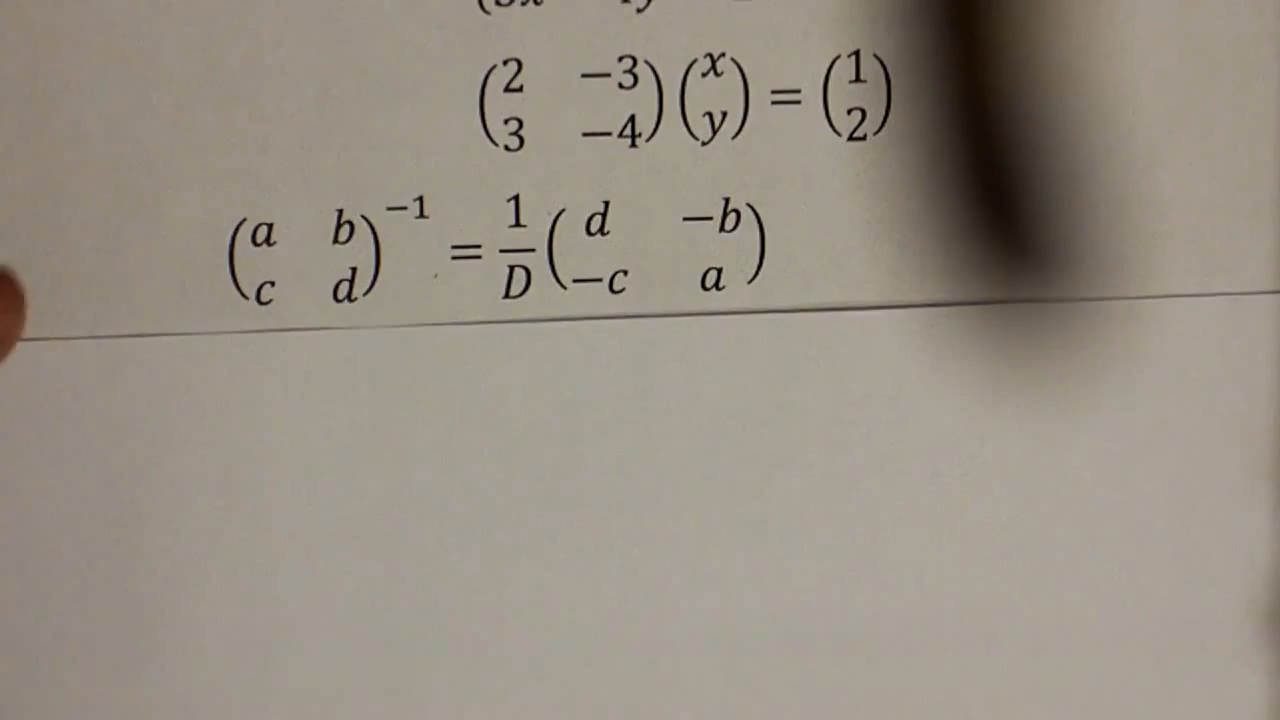 (2 -3
3 -4)(x
y) = (1
2)
(a b
c d)⁻¹ = 1/D (d -b
-c a)